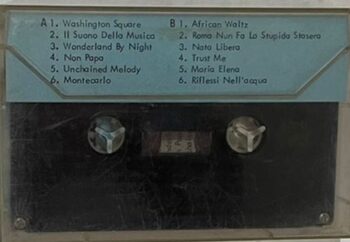 A 1. Washington Square
2. Il Suono Della Musica
3. Wonderland By Night
4. Non Papa
5. Unchained Melody
6. Montecarlo
B 1. African Waltz
2. Roma Nun Fa La Stupida Stasera
3. Nata Libera
4. Trust Me
5. Maria Elena
6. Riflessi Nell'acqua